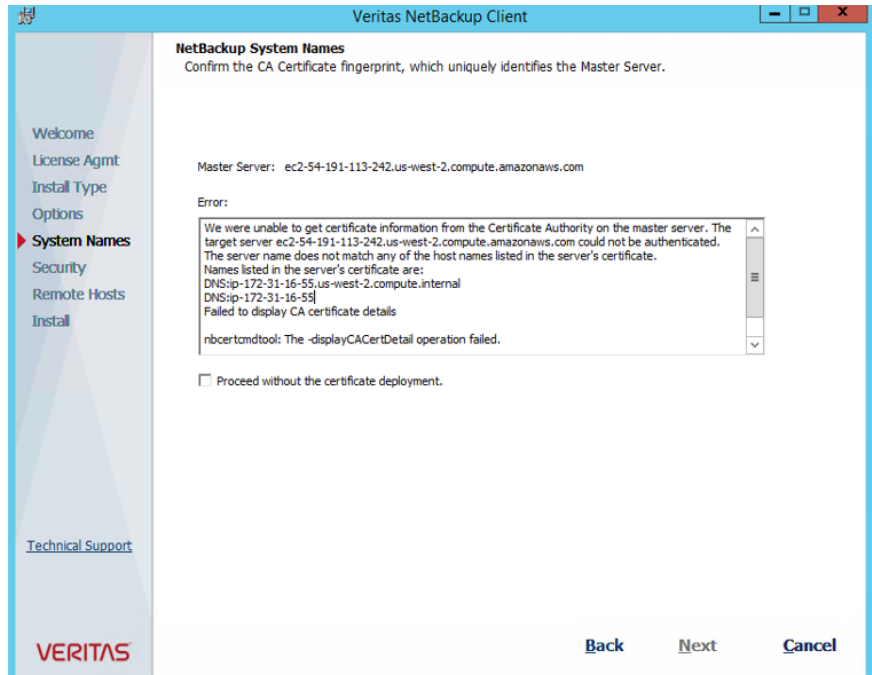 Veritas NetBackup Client
NetBackup System Names
Confirm the CA Certificate fingerprint, which uniquely identifies the Master Server.
Welcome
License Agmt
Install Type
Options
System Names
Security
Remote Hosts
Install
Master Server: ec2-54-191-113-242.us-west-2.compute.amazonaws.com
Error:
We were unable to get certificate information from the Certificate Authority on the master server. The
target server ec2-54-191-113-242.us-west-2.compute.amazonaws.com could not be authenticated.
The server name does not match any of the host names listed in the server's certificate.
Names listed in the server's certificate are:
DNS:ip-172-31-16-55.us-west-2.compute.internal
DNS:ip-172-31-16-55
Failed to display CA certificate details
nbcertcmdtool: The -displayCACertDetail operation failed.
Proceed without the certificate deployment.
Technical Support
VERITAS
Back
Next
Cancel